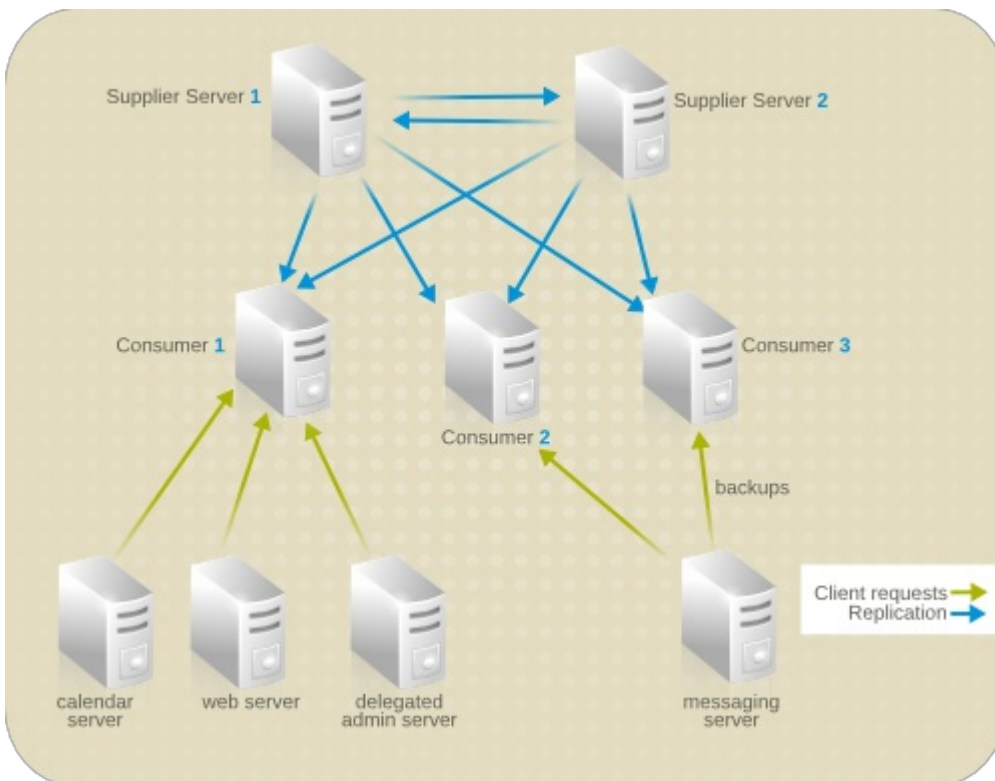 Supplier Server 1
Supplier Server 2
Consumer 1
Consumer 3
Consumer 2
backups
Client requests
Replication
calendar
server
web server
delegated
admin server
messaging
server